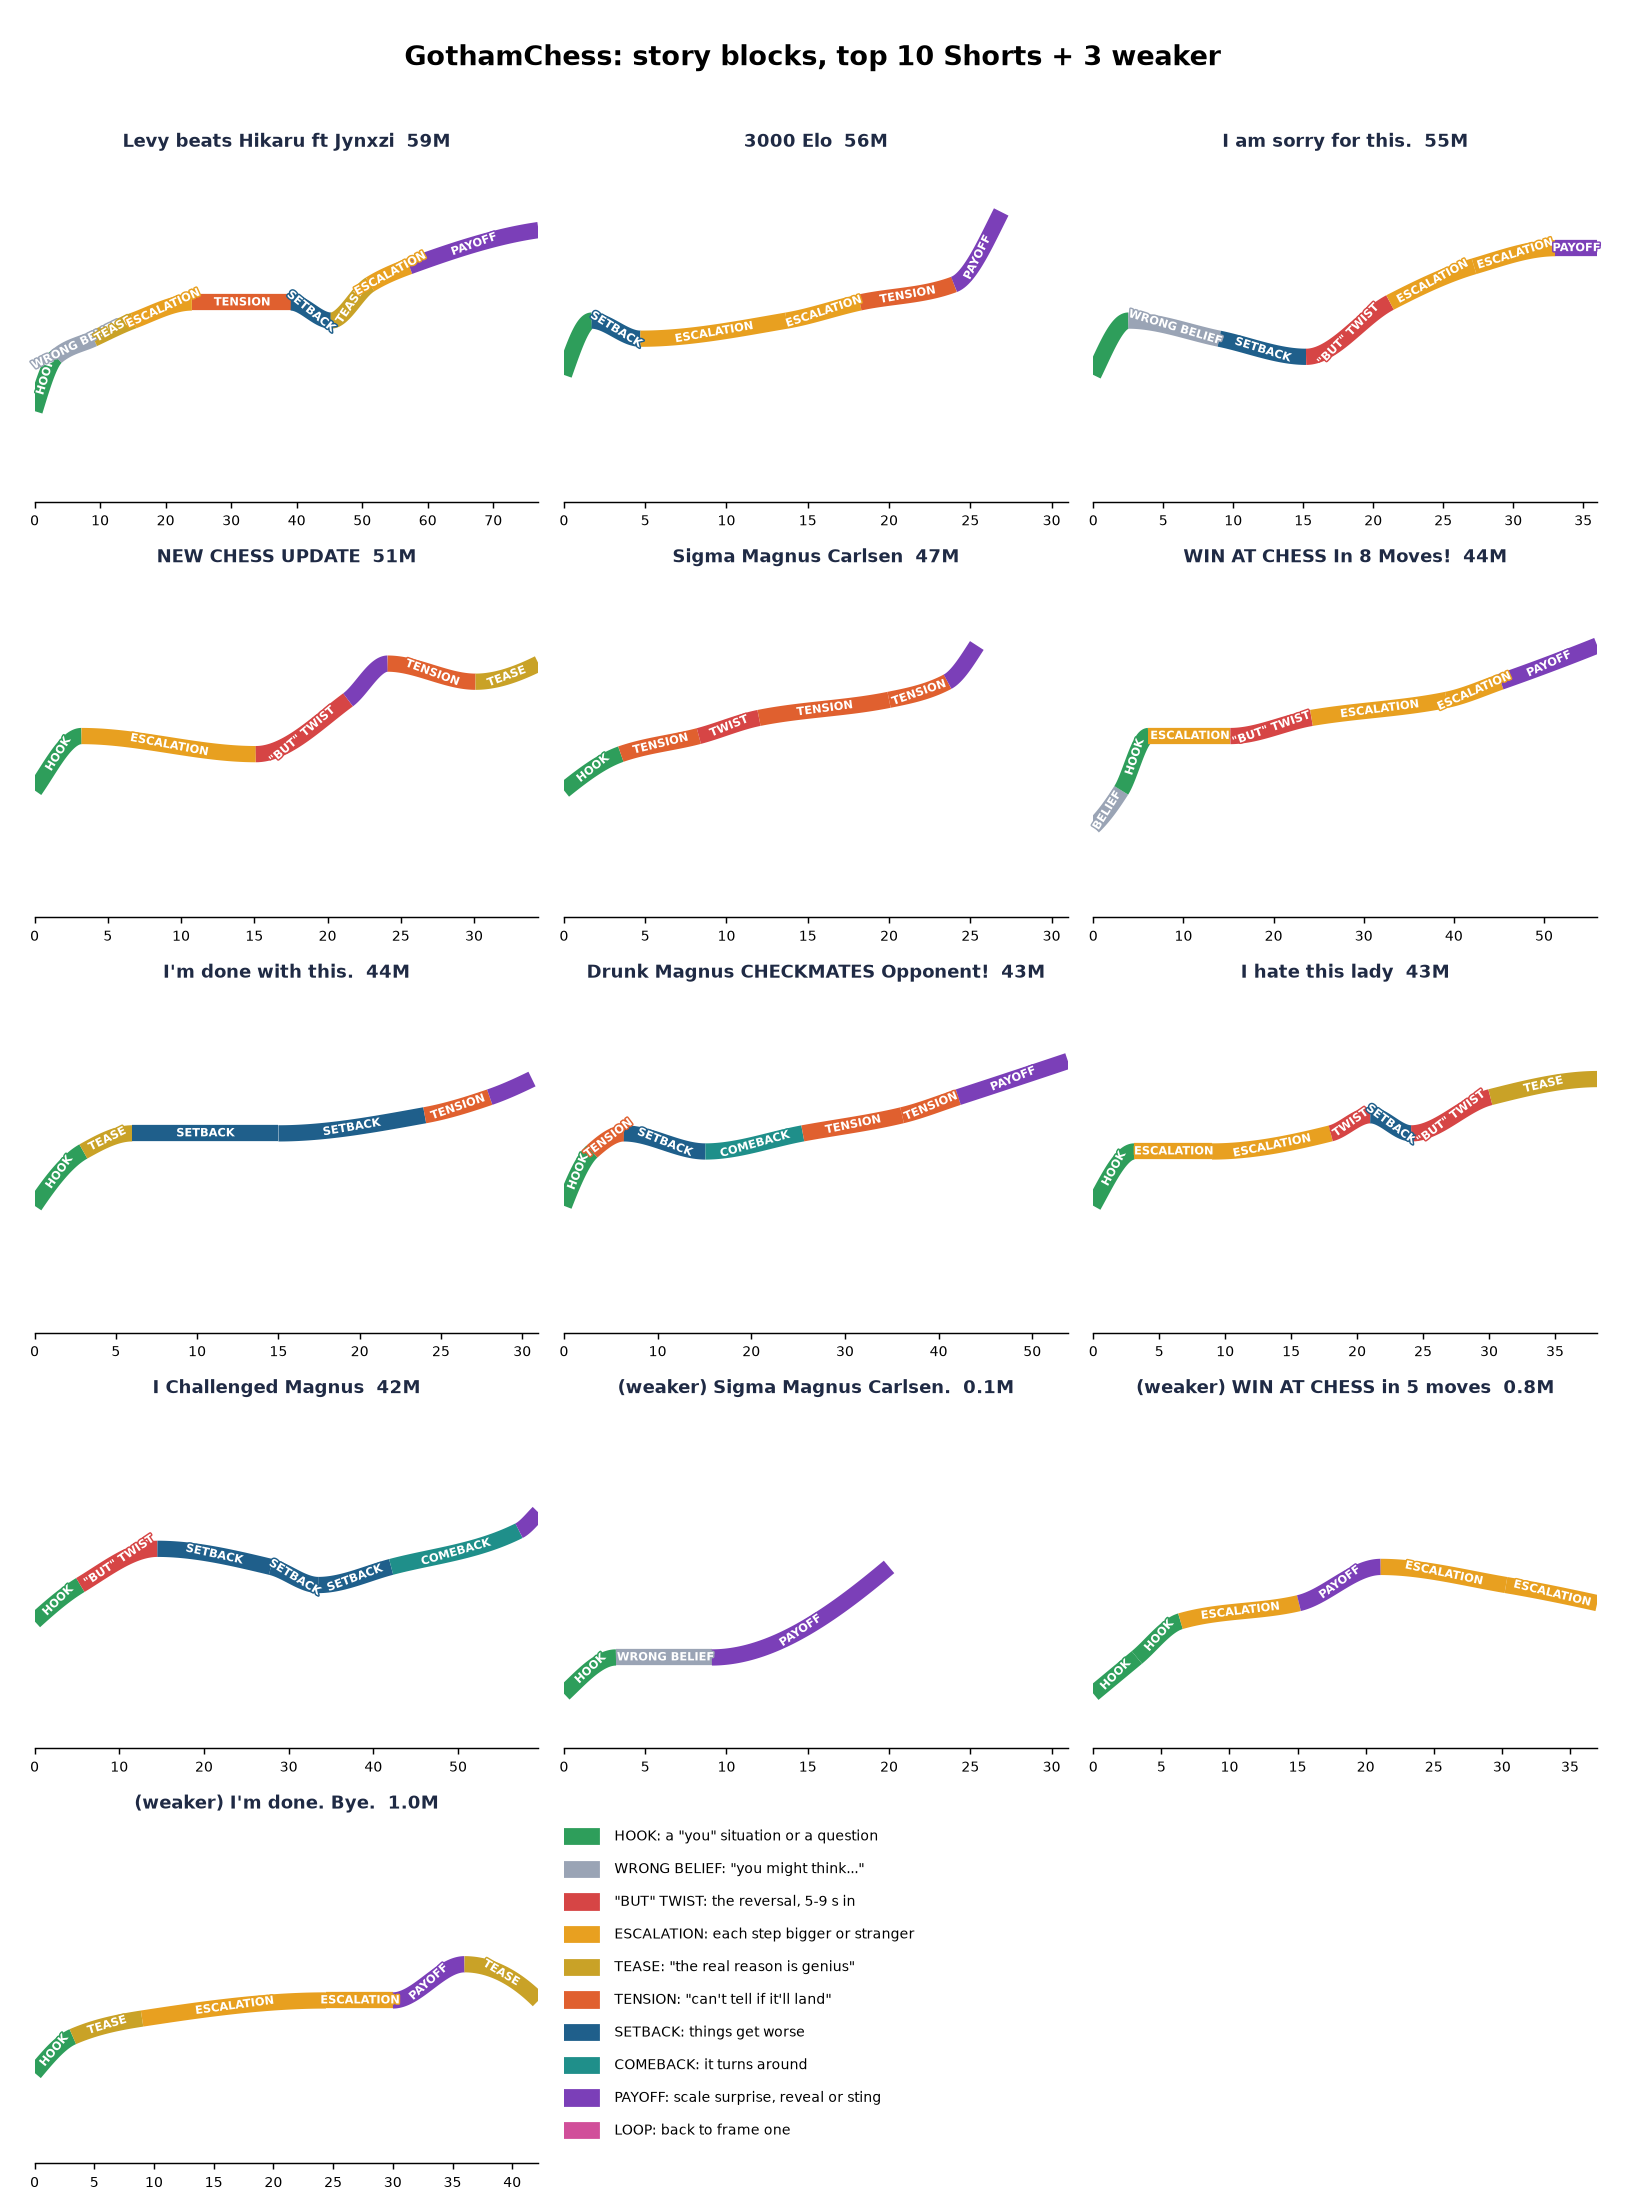 GothamChess: story blocks, top 10 Shorts + 3 weaker
Levy beats Hikaru ft Jynxzi  59M
HOOK
WRONG BELIEF
TEASE
ESCALATION
TENSION
SETBACK
TEASE
ESCALATION
PAYOFF
0 10 20 30 40 50 60 70
3000 Elo  56M
SETBACK
ESCALATION
ESCALATION
TENSION
PAYOFF
0 5 10 15 20 25 30
I am sorry for this.  55M
WRONG BELIEF
SETBACK
"BUT" TWIST
ESCALATION
ESCALATION
PAYOFF
0 5 10 15 20 25 30 35
NEW CHESS UPDATE  51M
HOOK
ESCALATION
"BUT" TWIST
TENSION
TEASE
0 5 10 15 20 25 30
Sigma Magnus Carlsen  47M
HOOK
TENSION
TWIST
TENSION
TENSION
0 5 10 15 20 25 30
WIN AT CHESS In 8 Moves!  44M
BELIEF
HOOK
ESCALATION
"BUT" TWIST
ESCALATION
ESCALATION
PAYOFF
0 10 20 30 40 50
I'm done with this.  44M
HOOK
TEASE
SETBACK
SETBACK
TENSION
0 5 10 15 20 25 30
Drunk Magnus CHECKMATES Opponent!  43M
HOOK
TENSION
SETBACK
COMEBACK
TENSION
TENSION
PAYOFF
0 10 20 30 40 50
I hate this lady  43M
HOOK
ESCALATION
ESCALATION
TWIST
SETBACK
"BUT" TWIST
TEASE
0 5 10 15 20 25 30 35
I Challenged Magnus  42M
HOOK
"BUT" TWIST
SETBACK
SETBACK
SETBACK
COMEBACK
0 10 20 30 40 50
(weaker) Sigma Magnus Carlsen.  0.1M
HOOK
WRONG BELIEF
PAYOFF
0 5 10 15 20 25 30
(weaker) WIN AT CHESS in 5 moves  0.8M
HOOK
HOOK
ESCALATION
PAYOFF
ESCALATION
ESCALATION
0 5 10 15 20 25 30 35
(weaker) I'm done. Bye.  1.0M
HOOK
TEASE
ESCALATION
ESCALATION
PAYOFF
TEASE
0 5 10 15 20 25 30 35 40
HOOK: a "you" situation or a question
WRONG BELIEF: "you might think..."
"BUT" TWIST: the reversal, 5-9 s in
ESCALATION: each step bigger or stranger
TEASE: "the real reason is genius"
TENSION: "can't tell if it'll land"
SETBACK: things get worse
COMEBACK: it turns around
PAYOFF: scale surprise, reveal or sting
LOOP: back to frame one